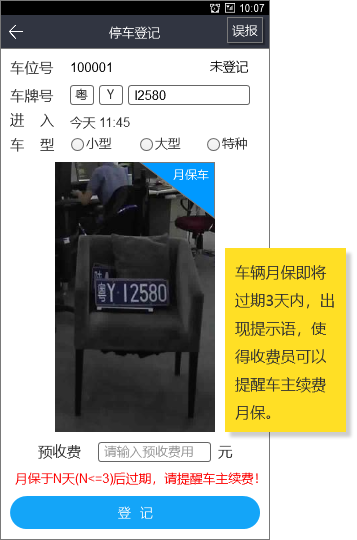 10:07
停车登记
误报
车位号 100001 未登记
车牌号 粤 Y I2580
进 入 今天 11:45
车 型 小型 大型 特种
月保车
粤Y·I2580
车辆月保即将
过期3天内，出
现提示语，使
得收费员可以
提醒车主续费
月保。
预收费 请输入预收费用 元
月保于N天(N<=3)后过期，请提醒车主续费！
登 记